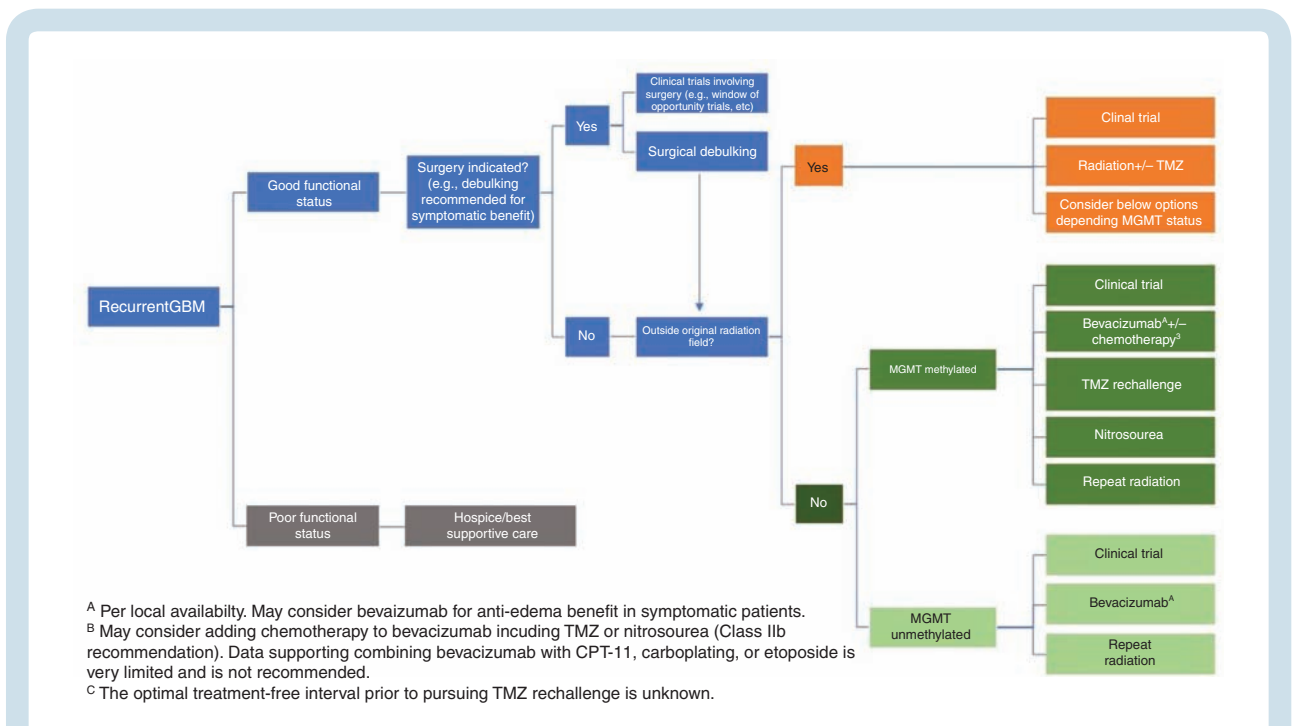 Clinical trials involving
surgery (e.g., window of
opportunity trials, etc)
Yes
Surgical debulking
Good functional
status
Surgery indicated?
(e.g., debulking
recommended for
symptomatic benefit)
RecurrentGBM
No
Outside original radiation
field?
Poor functional
status
Hospice/best
supportive care
Yes
Clinal trial
Radiation+/– TMZ
Consider below options
depending MGMT status
No
MGMT methylated
Clinical trial
Bevacizumabᴬ+/–
chemotherapy³
TMZ rechallenge
Nitrosourea
Repeat radiation
MGMT
unmethylated
Clinical trial
Bevacizumabᴬ
Repeat
radiation
ᴬ Per local availabilty. May consider bevaizumab for anti-edema benefit in symptomatic patients.
ᴮ May consider adding chemotherapy to bevacizumab incuding TMZ or nitrosourea (Class IIb
recommendation). Data supporting combining bevacizumab with CPT-11, carboplating, or etoposide is
very limited and is not recommended.
ᶜ The optimal treatment-free interval prior to pursuing TMZ rechallenge is unknown.